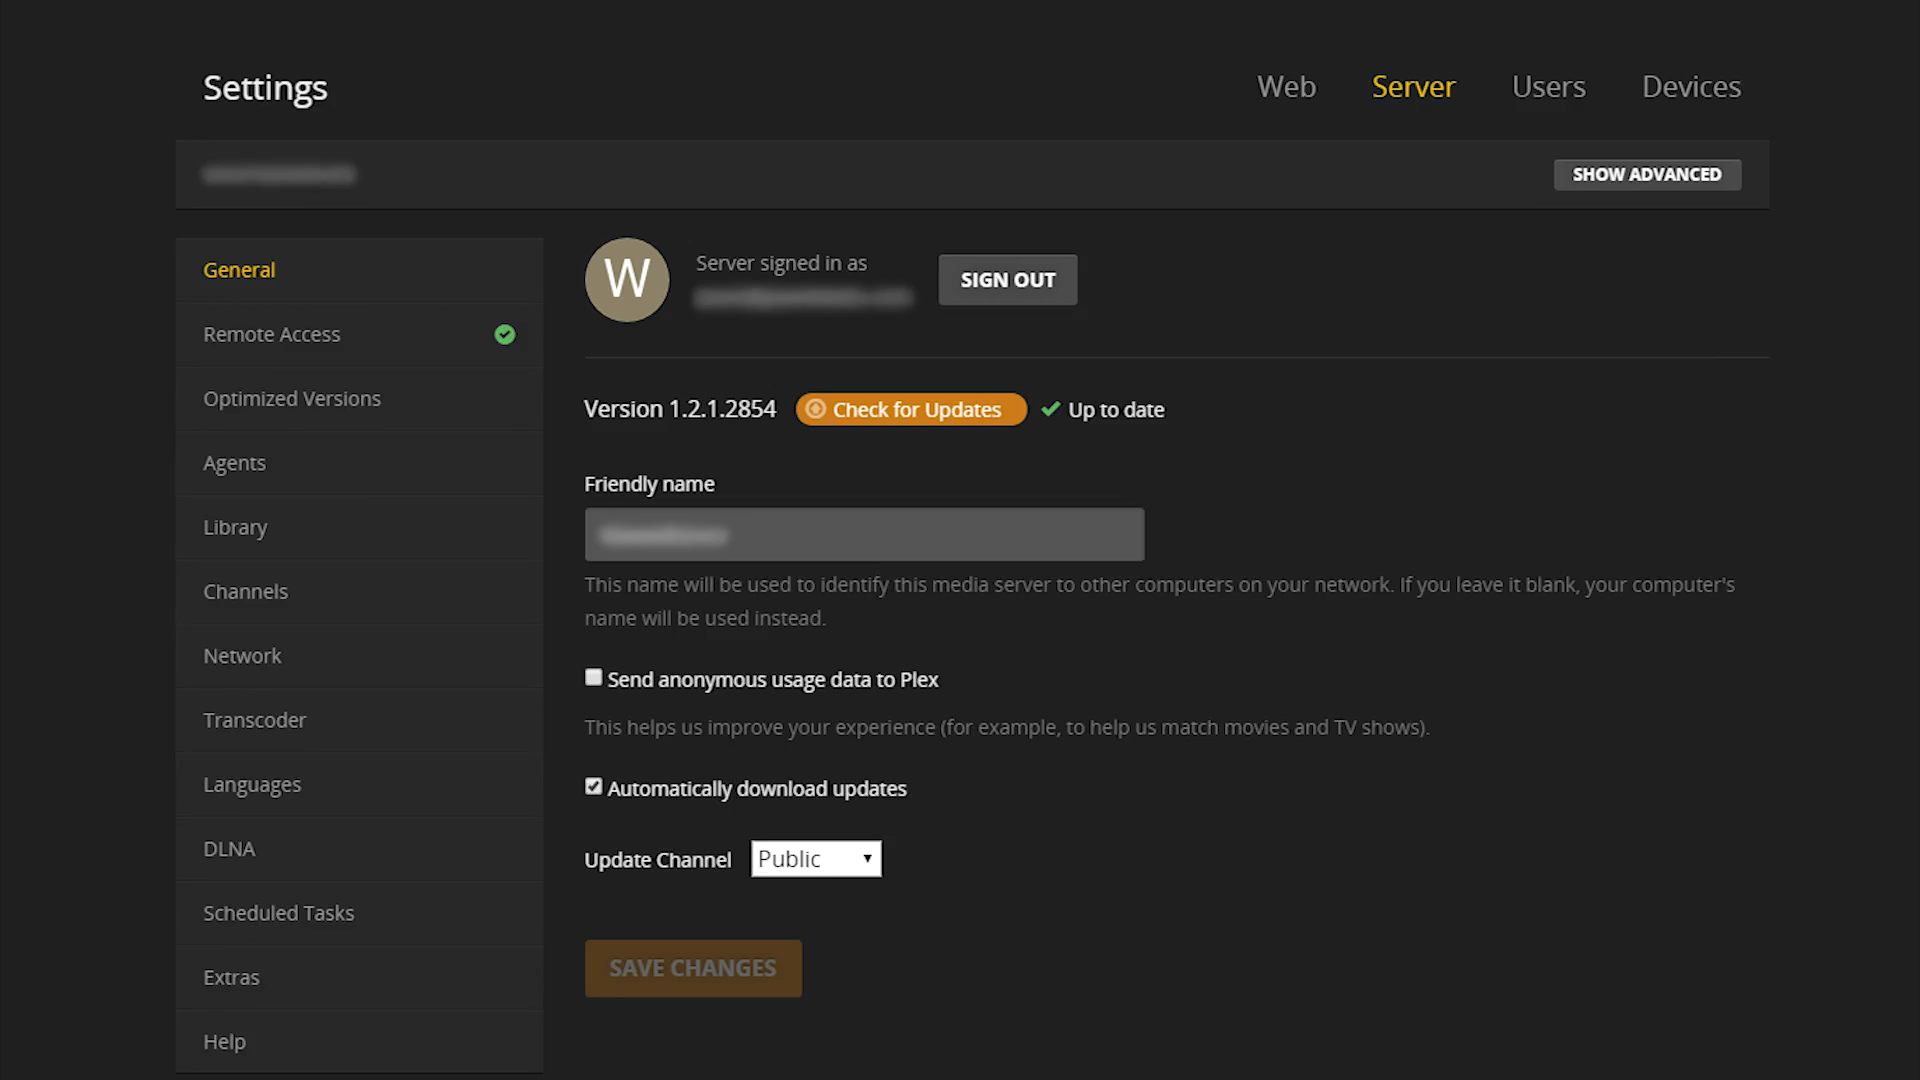 Settings
Web Server Users Devices
SHOW ADVANCED
General
Remote Access
Optimized Versions
Agents
Library
Channels
Network
Transcoder
Languages
DLNA
Scheduled Tasks
Extras
Help
W
Server signed in as
SIGN OUT
Version 1.2.1.2854 Check for Updates Up to date
Friendly name
This name will be used to identify this media server to other computers on your network. If you leave it blank, your computer's
name will be used instead.
Send anonymous usage data to Plex
This helps us improve your experience (for example, to help us match movies and TV shows).
Automatically download updates
Update Channel Public
SAVE CHANGES